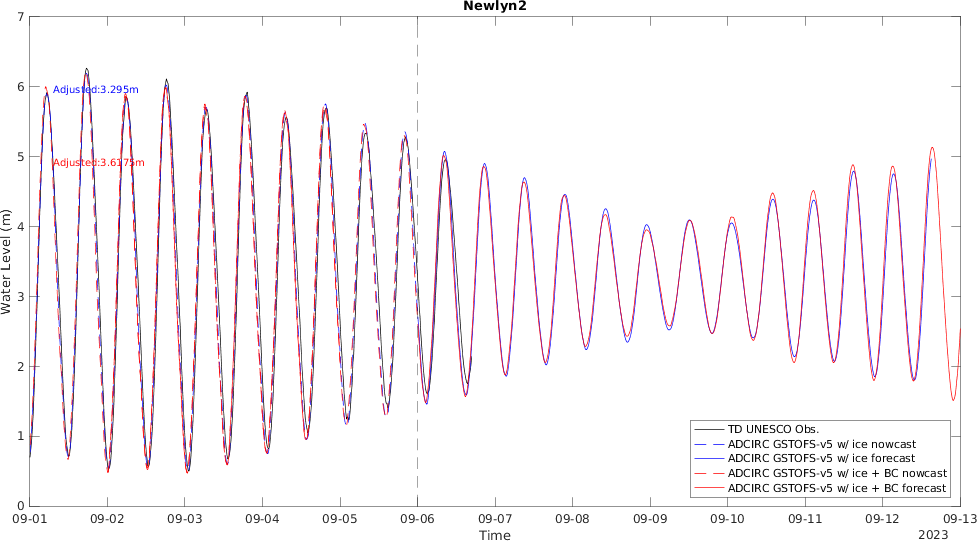 Newlyn2
7
6
5
4
3
2
1
0
Water Level (m)
Adjusted:3.295m
Adjusted:3.6175m
TD UNESCO Obs.
ADCIRC GSTOFS-v5 w/ ice nowcast
ADCIRC GSTOFS-v5 w/ ice forecast
ADCIRC GSTOFS-v5 w/ ice + BC nowcast
ADCIRC GSTOFS-v5 w/ ice + BC forecast
09-01 09-02 09-03 09-04 09-05 09-06 09-07 09-08 09-09 09-10 09-11 09-12 09-13
Time
2023